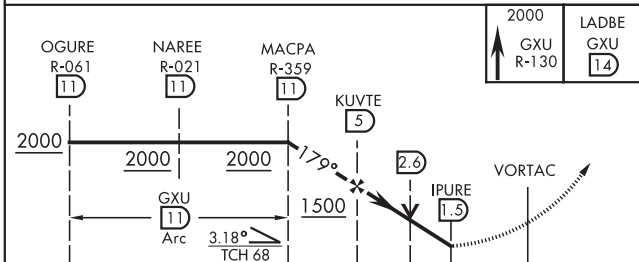 2000
GXU
R-130
LADBE
GXU
14
OGURE
R-061
11
NAREE
R-021
11
MACPA
R-359
11
KUVTE
5
2000
2000
2000
179°
2.6
IPURE
1.5
VORTAC
GXU
11
Arc
1500
3.18°
TCH 68